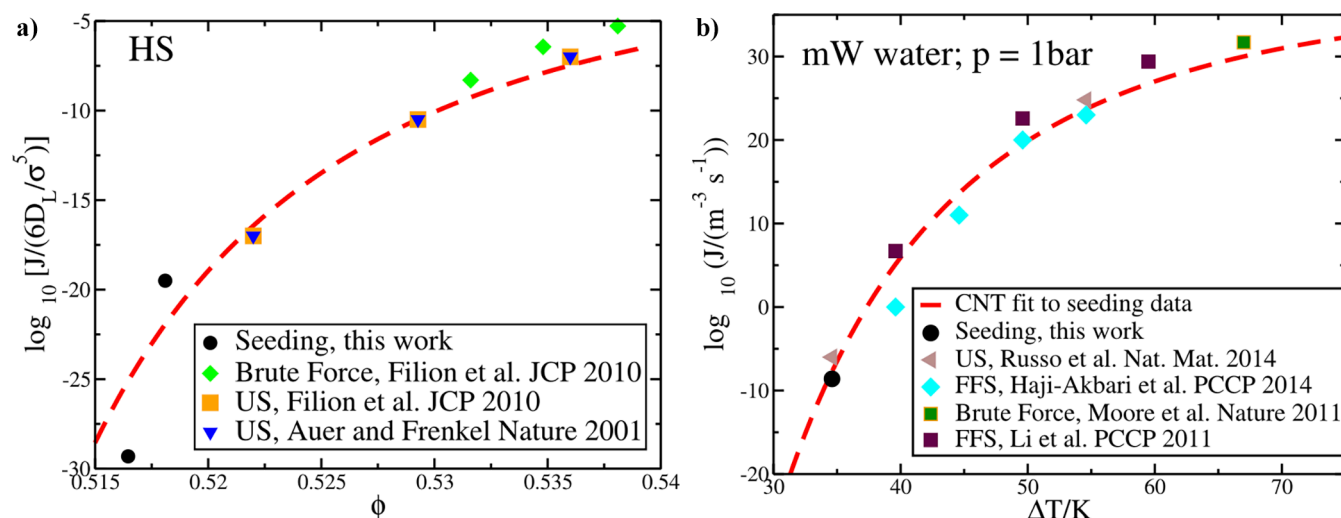 a)
HS
log 10 [J/(6D_L/σ^5)]
-5
-10
-15
-20
-25
-30
Seeding, this work
Brute Force, Filion et al. JCP 2010
US, Filion et al. JCP 2010
US, Auer and Frenkel Nature 2001
0.515
0.52
0.525
0.53
0.535
0.54
ϕ
b)
mW water; p = 1bar
log 10 (J/(m^-3 s^-1))
30
20
10
0
-10
-20
CNT fit to seeding data
Seeding, this work
US, Russo et al. Nat. Mat. 2014
FFS, Haji-Akbari et al. PCCP 2014
Brute Force, Moore et al. Nature 2011
FFS, Li et al. PCCP 2011
30
40
50
60
70
ΔT/K